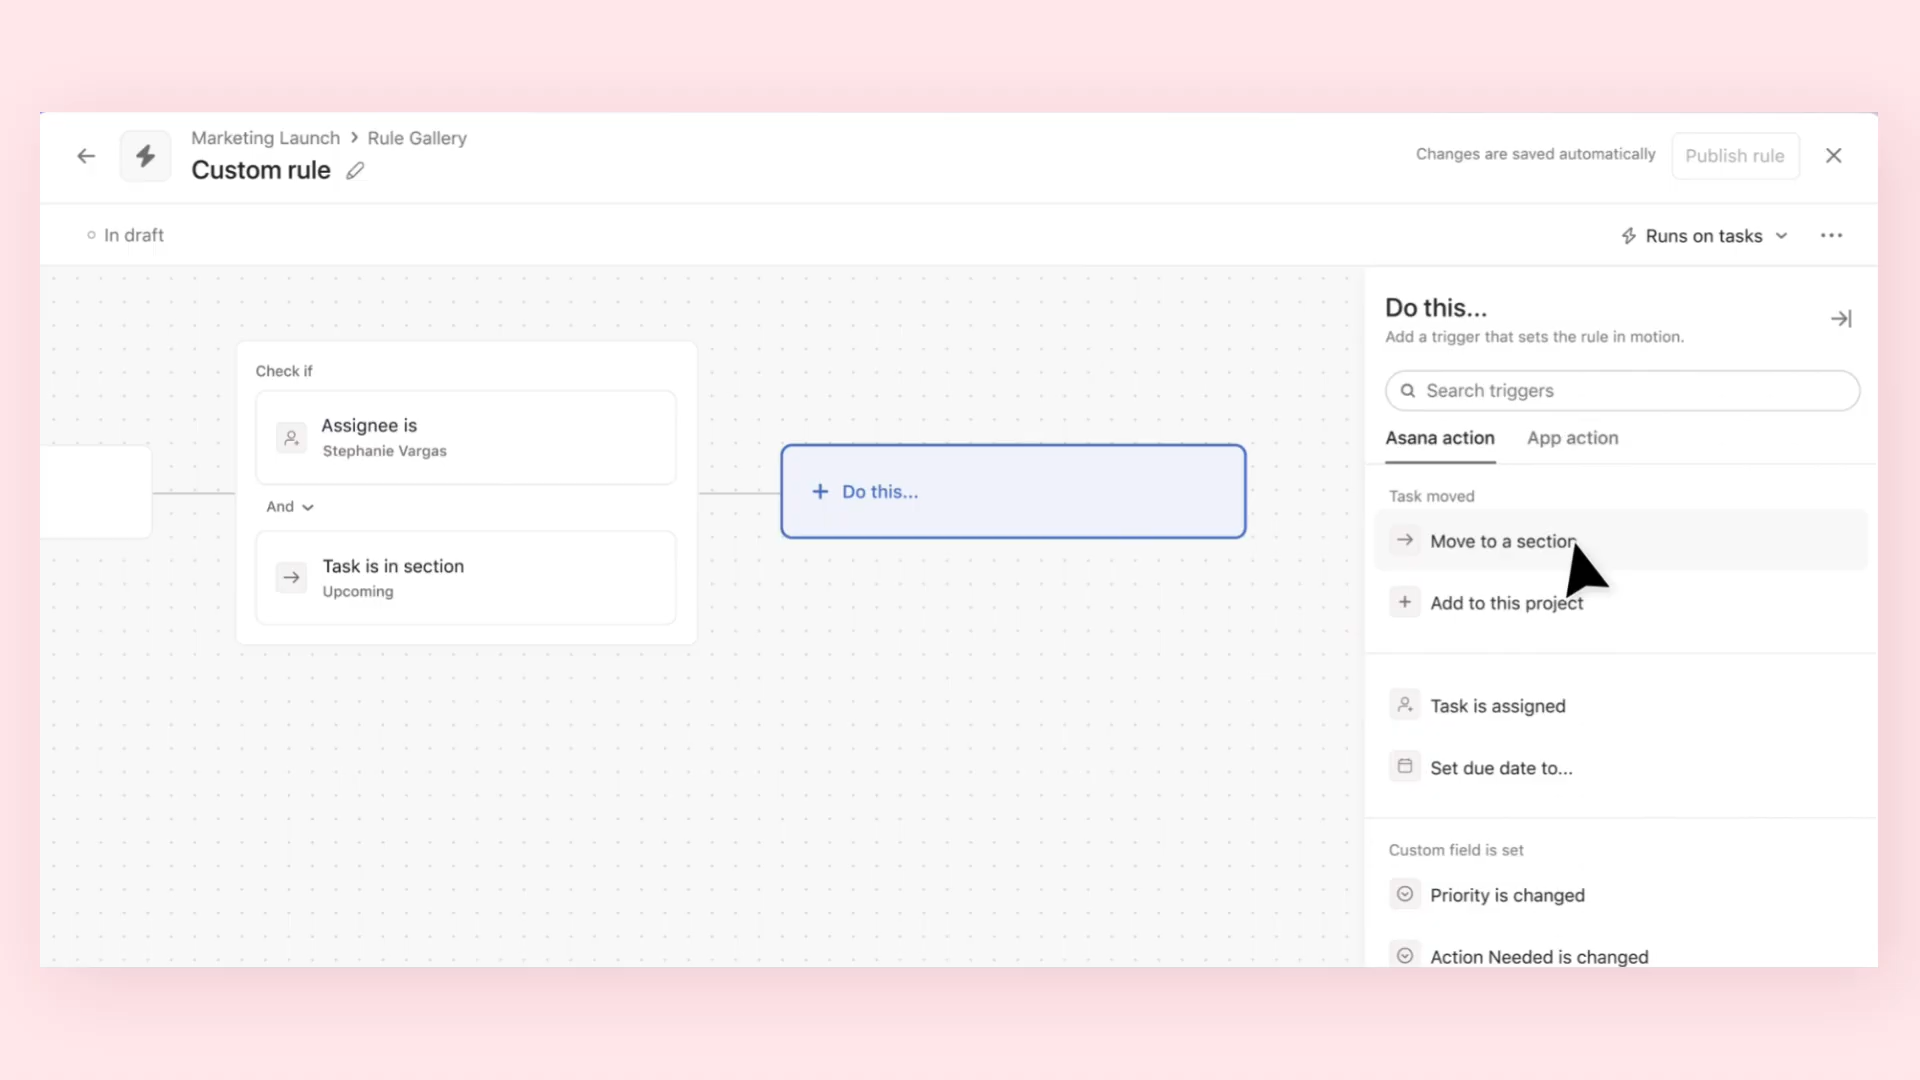 Marketing Launch > Rule Gallery
Custom rule
Changes are saved automatically
Publish rule
In draft
Runs on tasks
Check if
Assignee is
Stephanie Vargas
And
Task is in section
Upcoming
+ Do this...
Do this...
Add a trigger that sets the rule in motion.
Search triggers
Asana action
App action
Task moved
Move to a section
Add to this project
Task is assigned
Set due date to...
Custom field is set
Priority is changed
Action Needed is changed